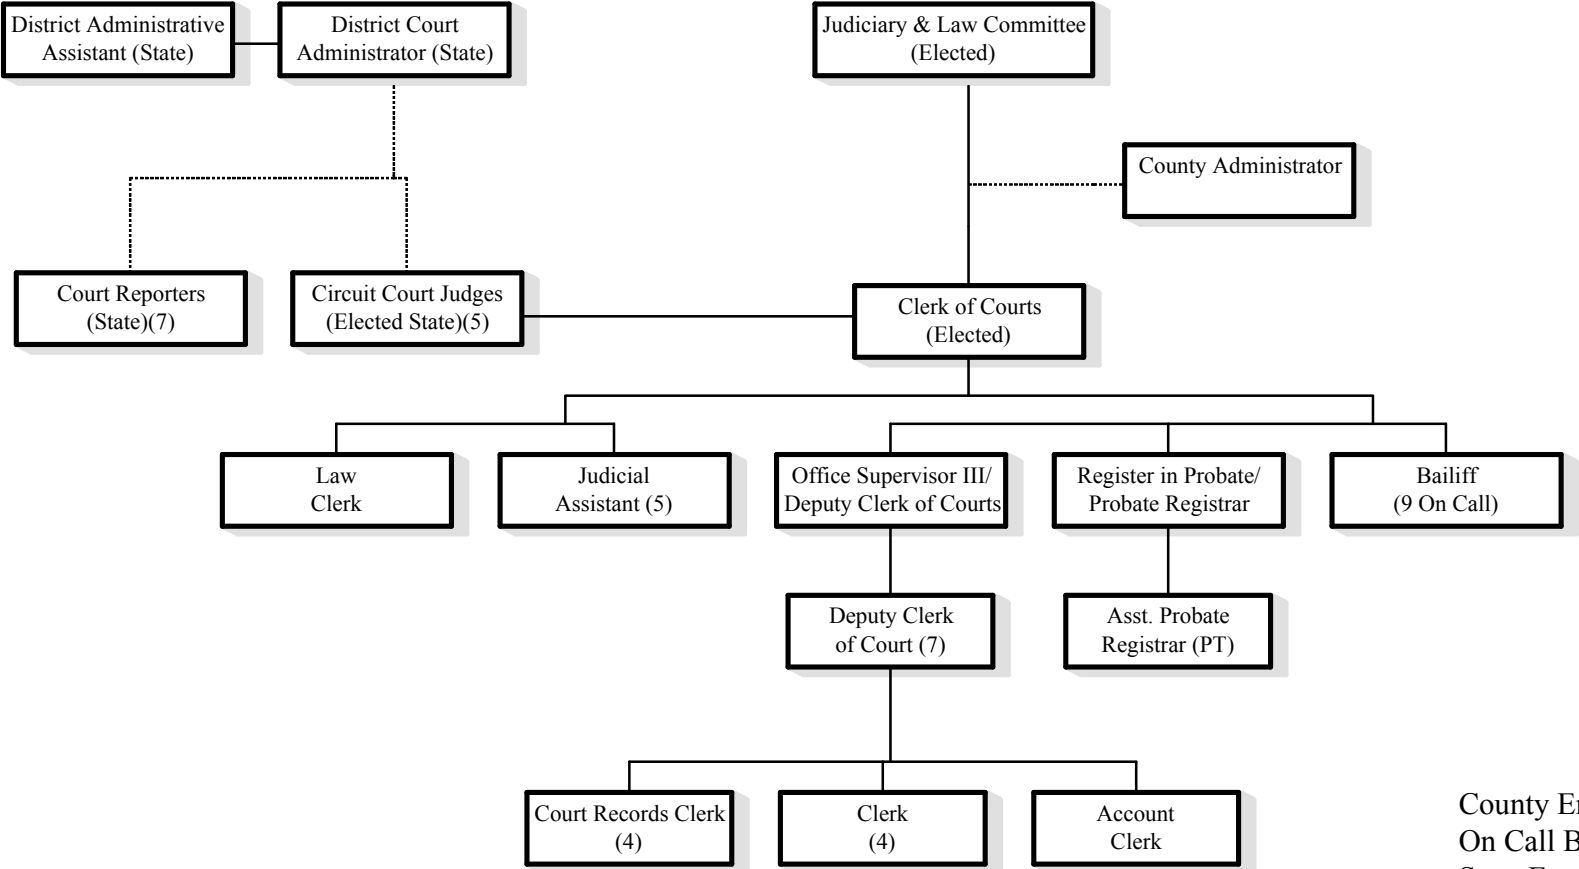 District Administrative
Assistant (State)
District Court
Administrator (State)
Judiciary & Law Committee
(Elected)
County Administrator
Court Reporters
(State)(7)
Circuit Court Judges
(Elected State)(5)
Clerk of Courts
(Elected)
Law
Clerk
Judicial
Assistant (5)
Office Supervisor III/
Deputy Clerk of Courts
Register in Probate/
Probate Registrar
Bailiff
(9 On Call)
Deputy Clerk
of Court (7)
Asst. Probate
Registrar (PT)
Court Records Clerk
(4)
Clerk
(4)
Account
Clerk
County
On Call